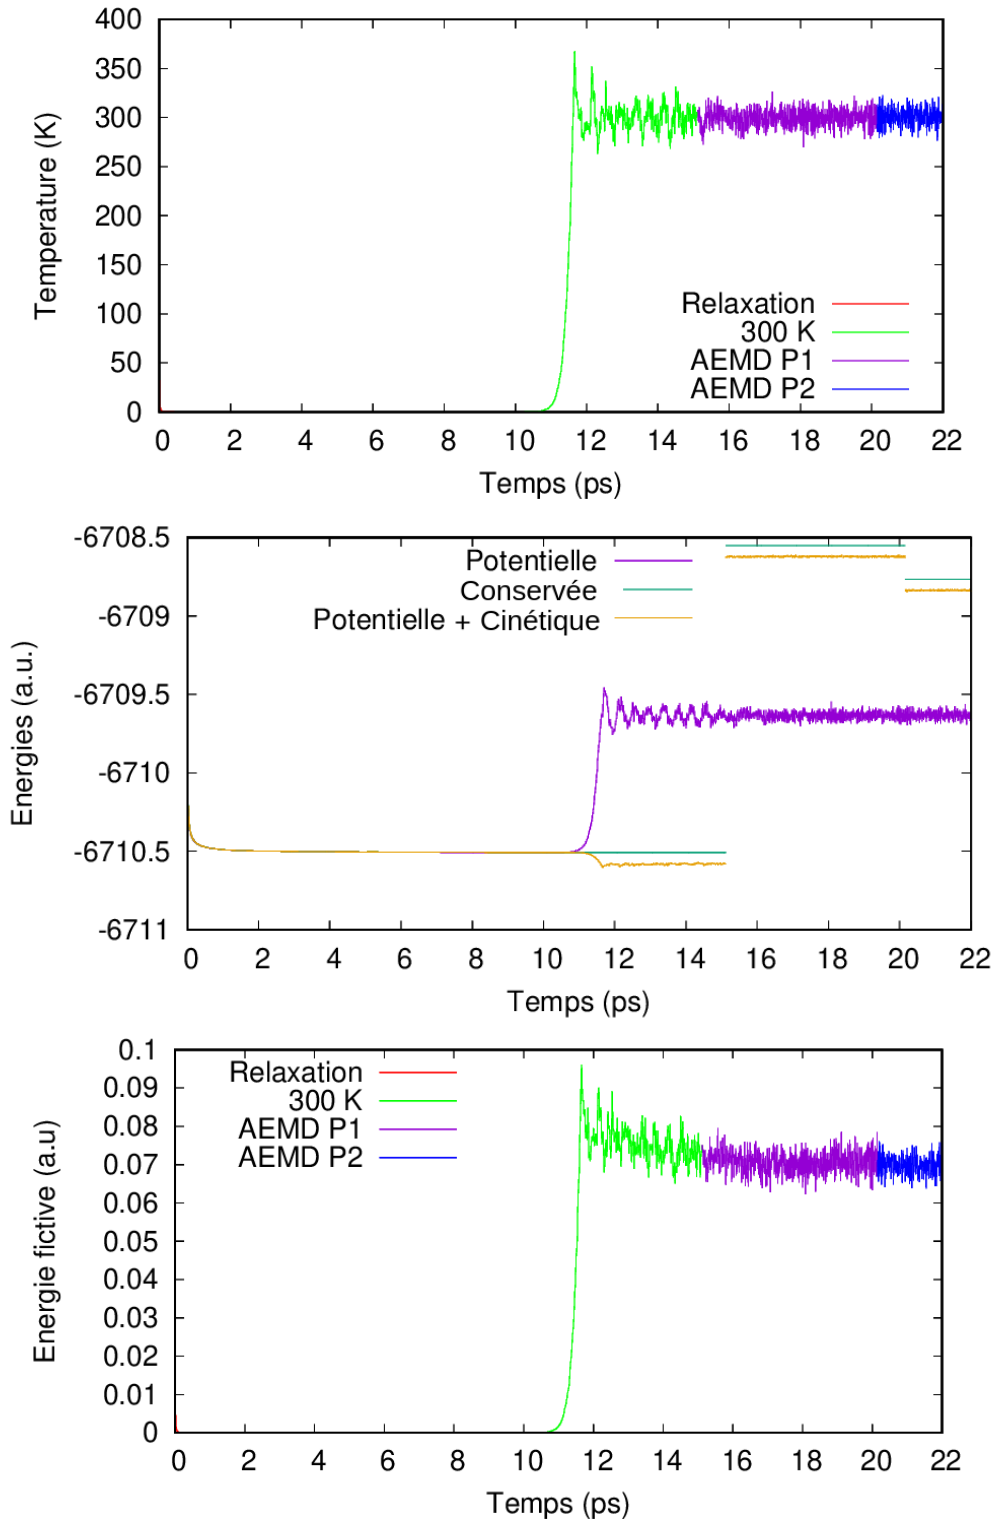 400
350
300
250
200
150
100
50
0
Temperature (K)
Relaxation
300 K
AEMD P1
AEMD P2
0 2 4 6 8 10 12 14 16 18 20 22
Temps (ps)
-6708.5
-6709
-6709.5
-6710
-6710.5
-6711
Energies (a.u.)
Potentielle
Conservée
Potentielle + Cinétique
0 2 4 6 8 10 12 14 16 18 20 22
Temps (ps)
0.1
0.09
0.08
0.07
0.06
0.05
0.04
0.03
0.02
0.01
0
Energie fictive (a.u)
Relaxation
300 K
AEMD P1
AEMD P2
0 2 4 6 8 10 12 14 16 18 20 22
Temps (ps)